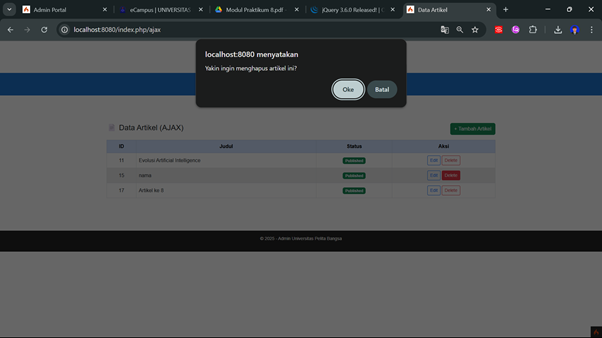 Admin Portal
eCampus | UNIVERSITAS
Modul Praktikum 8.pdf -
jQuery 3.6.0 Released! | O
Data Artikel
localhost:8080/index.php/ajax
localhost:8080 menyatakan
Yakin ingin menghapus artikel ini?
Oke
Batal
Data Artikel (AJAX)
+ Tambah Artikel
ID Judul Status Aksi
11 Evolusi Artificial Intelligence Published Edit Delete
nama Published Edit Delete
17 Artikel ke II Published Edit Delete
© 2025 - Admin Universitas Pelita Bangsa